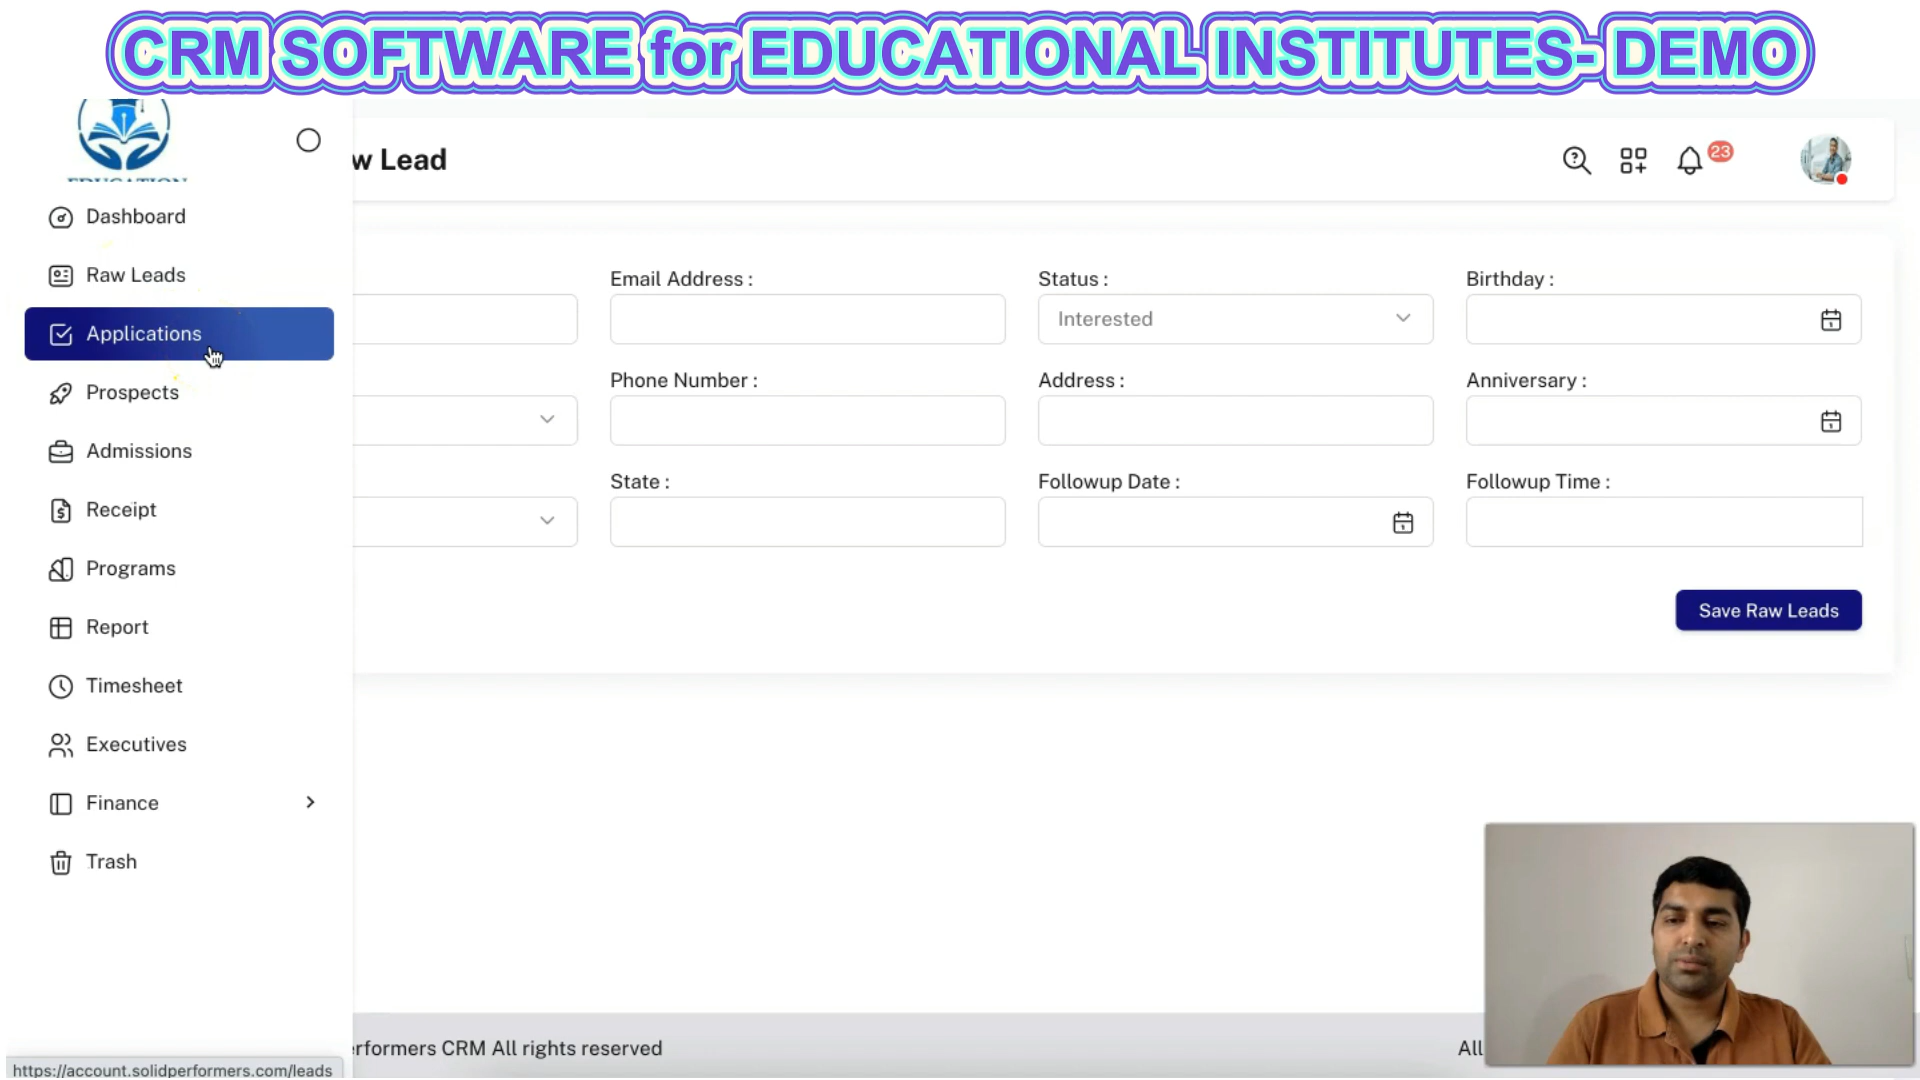 CRM SOFTWARE for EDUCATIONAL INSTITUTES- DEMO
w Lead
23
Dashboard
Raw Leads
Applications
Prospects
Admissions
Receipt
Programs
Report
Timesheet
Executives
Finance
Trash
Email Address :
Status :
Birthday :
Interested
Phone Number :
Address :
Anniversary :
State :
Followup Date :
Followup Time :
Save Raw Leads
rformers CRM All rights reserved
All
https://account.solidperformers.com/leads